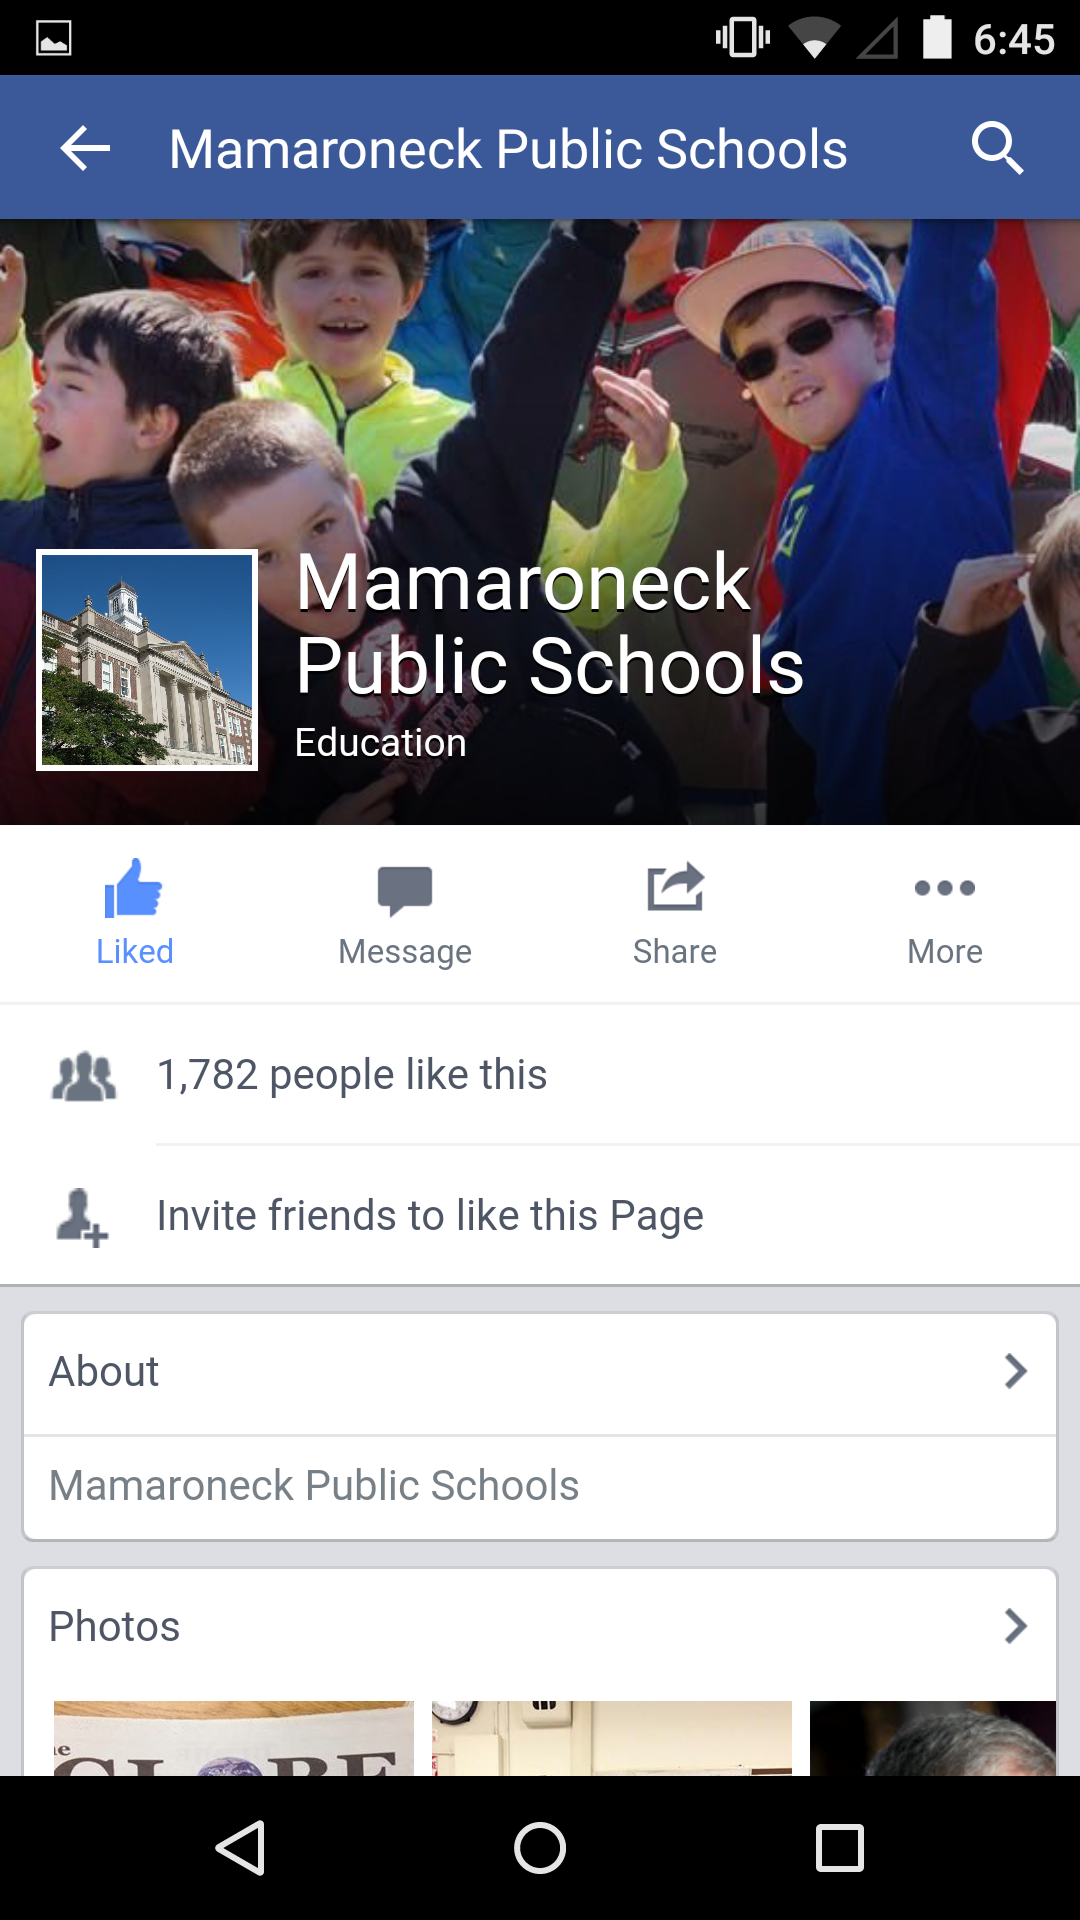 6:45
Mamaroneck Public Schools
Mamaroneck
Public Schools
Education
Liked
Message
Share
More
1,782 people like this
Invite friends to like this Page
About
Mamaroneck Public Schools
Photos
GLOBE